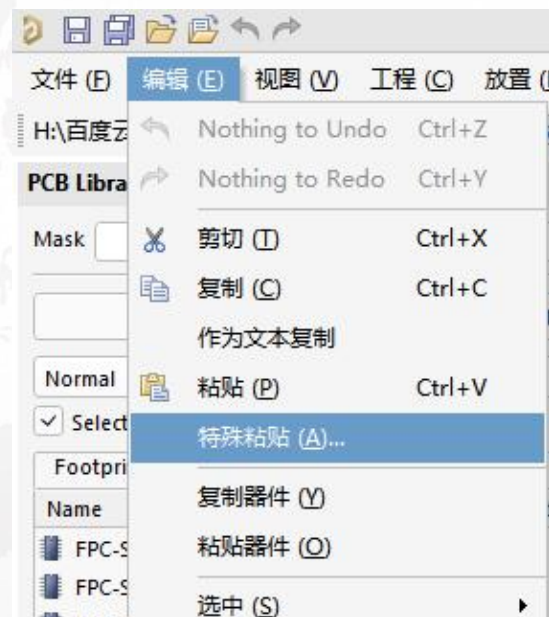 文件 (F) 编辑 (E) 视图 (V) 工程 (C) 放置 (
H:\百度云
Nothing to Undo Ctrl+Z
PCB Libra
Nothing to Redo Ctrl+Y
Mask
剪切 (T) Ctrl+X
复制 (C) Ctrl+C
作为文本复制
Normal
粘贴 (P) Ctrl+V
Select
特殊粘贴 (A)...
Footpri
Name
复制器件 (Y)
FPC-S
粘贴器件 (O)
FPC-S
选中 (S)